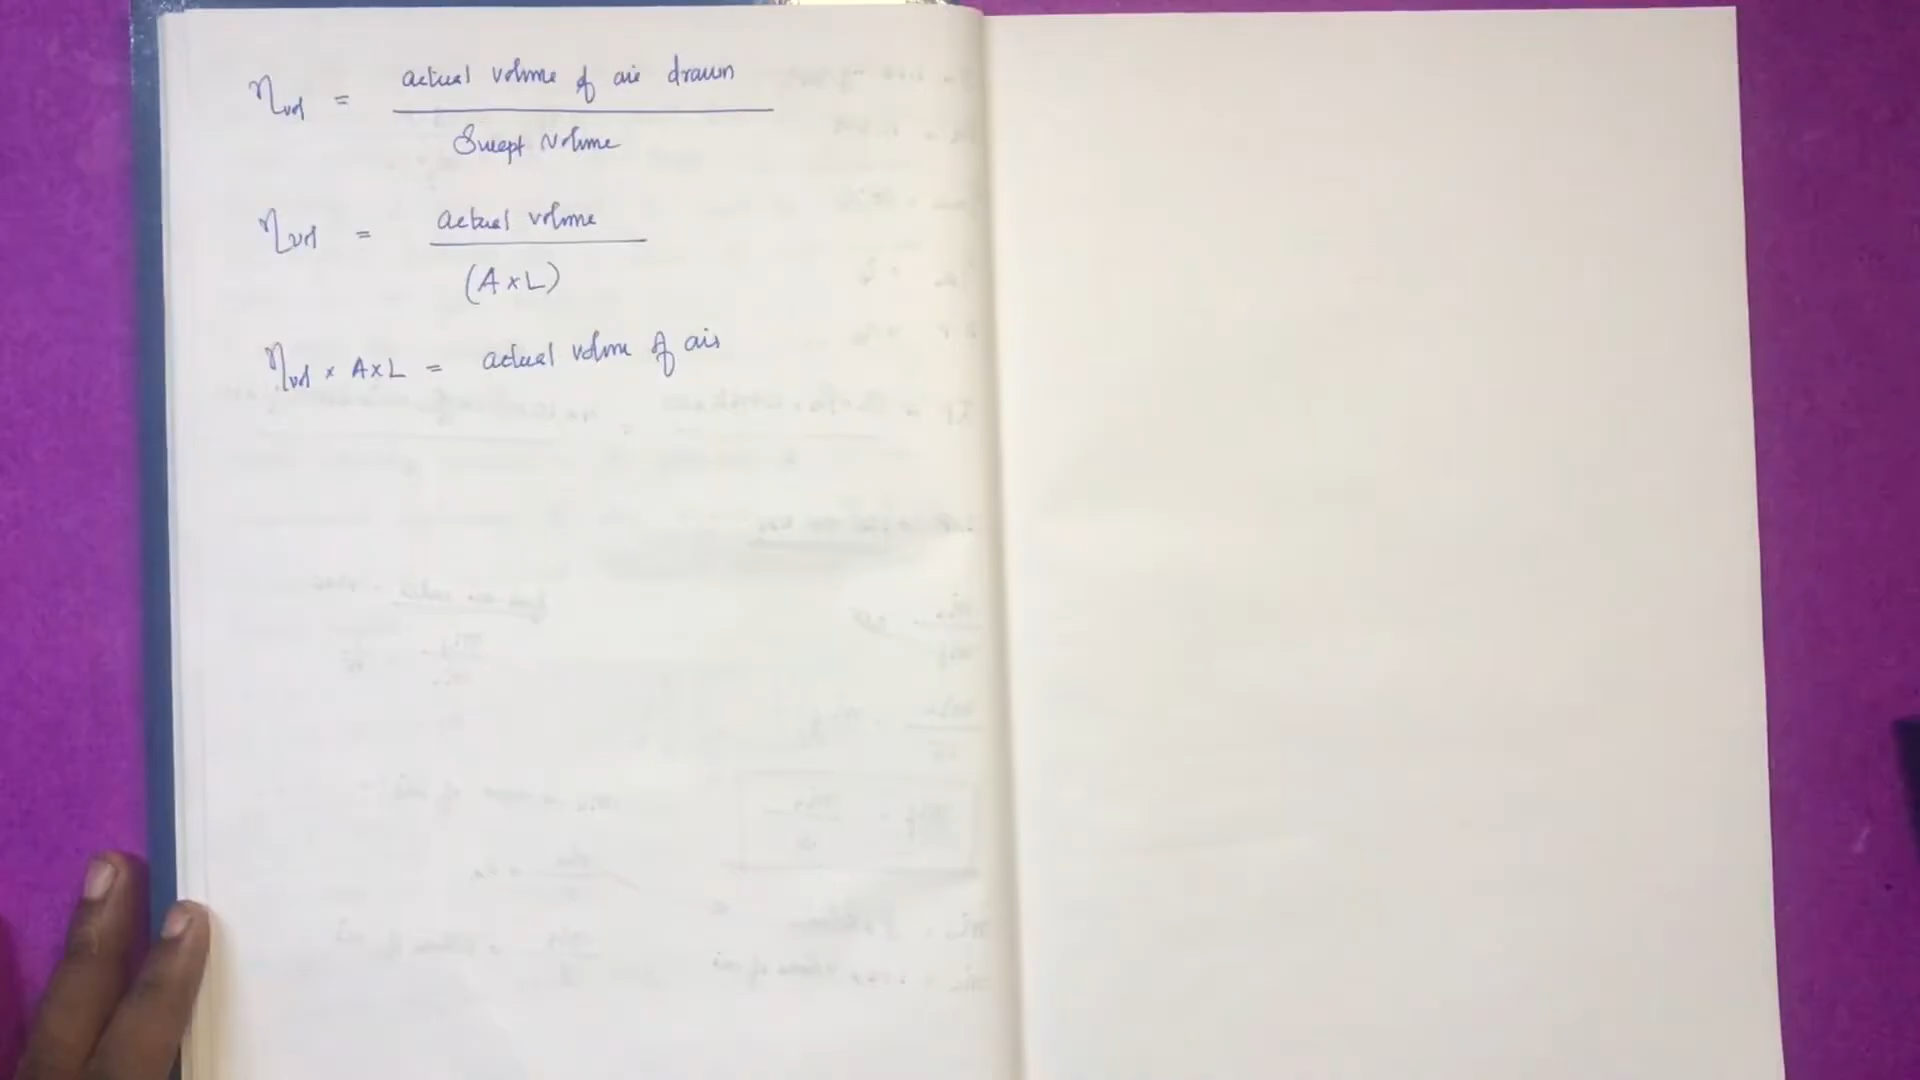 ηvol = actual volume of air drawn / Swept Volume
ηvol = actual volume / (A×L)
ηvol × A×L = actual volume of air